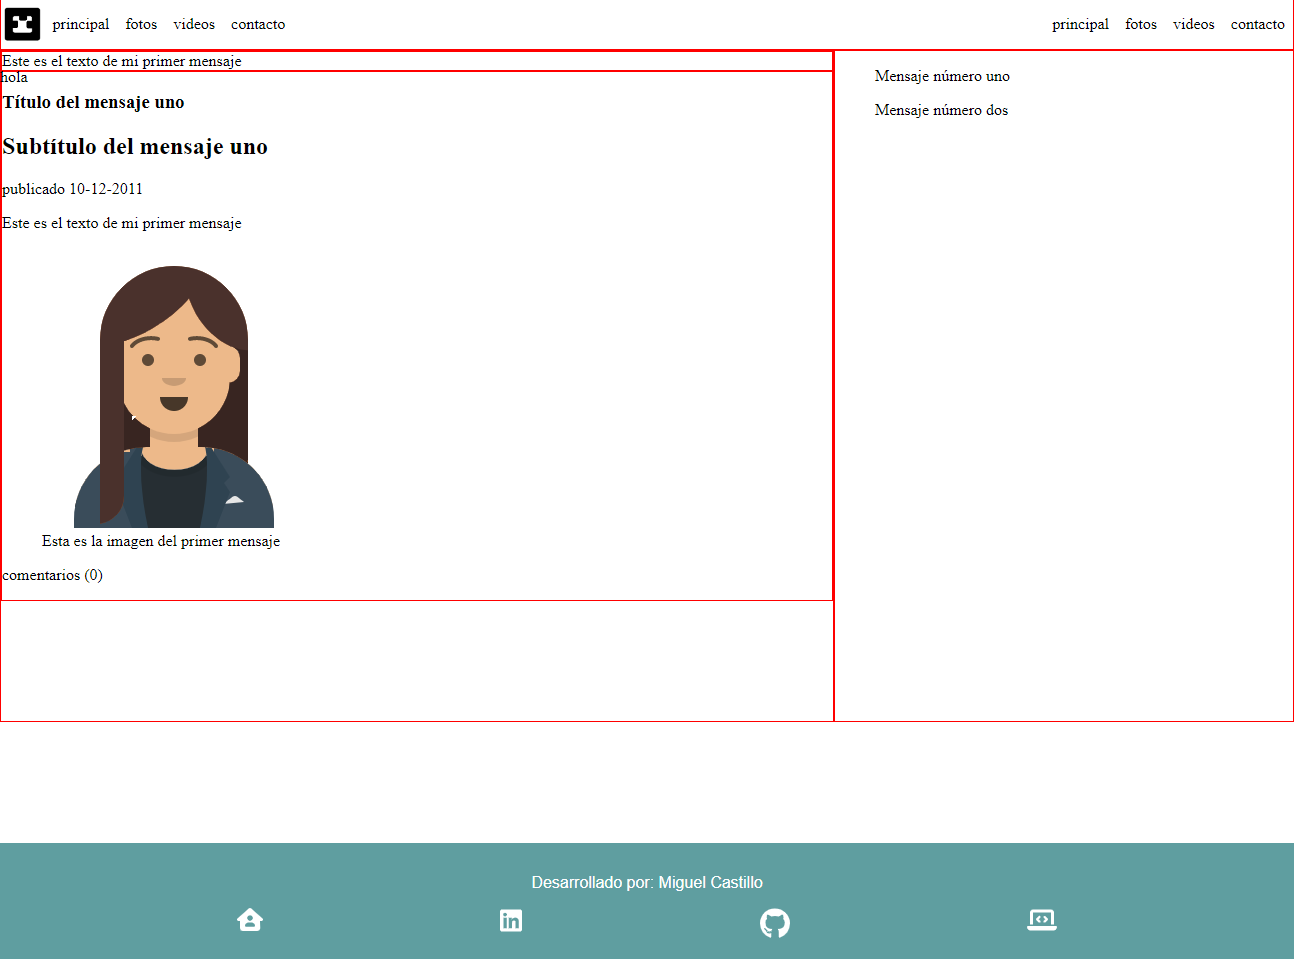 principal fotos videos contacto principal fotos videos contacto
Este es el texto de mi primer mensaje
hola
Título del mensaje uno
Subtítulo del mensaje uno
publicado 10-12-2011
Este es el texto de mi primer mensaje
Esta es la imagen del primer mensaje
comentarios (0)
Mensaje número uno
Mensaje número dos
Desarrollado por: Miguel Castillo